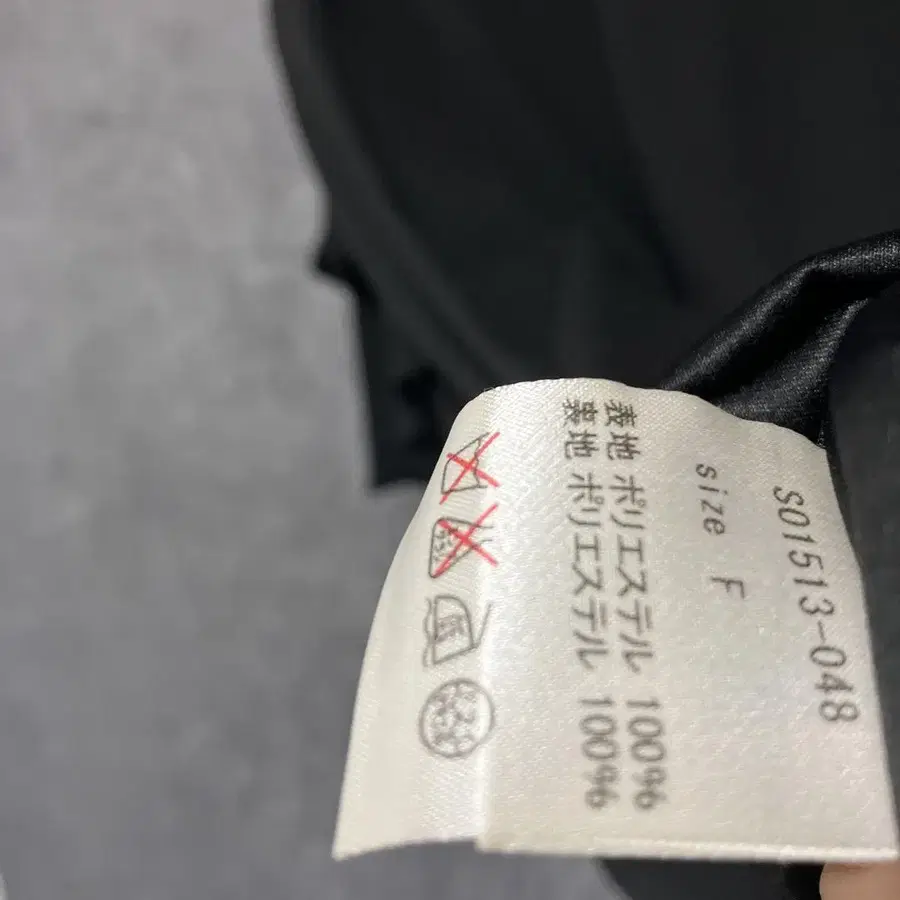 S01513-048
size F
表地 ポリエステル 100%
裏地 ポリエステル 100%